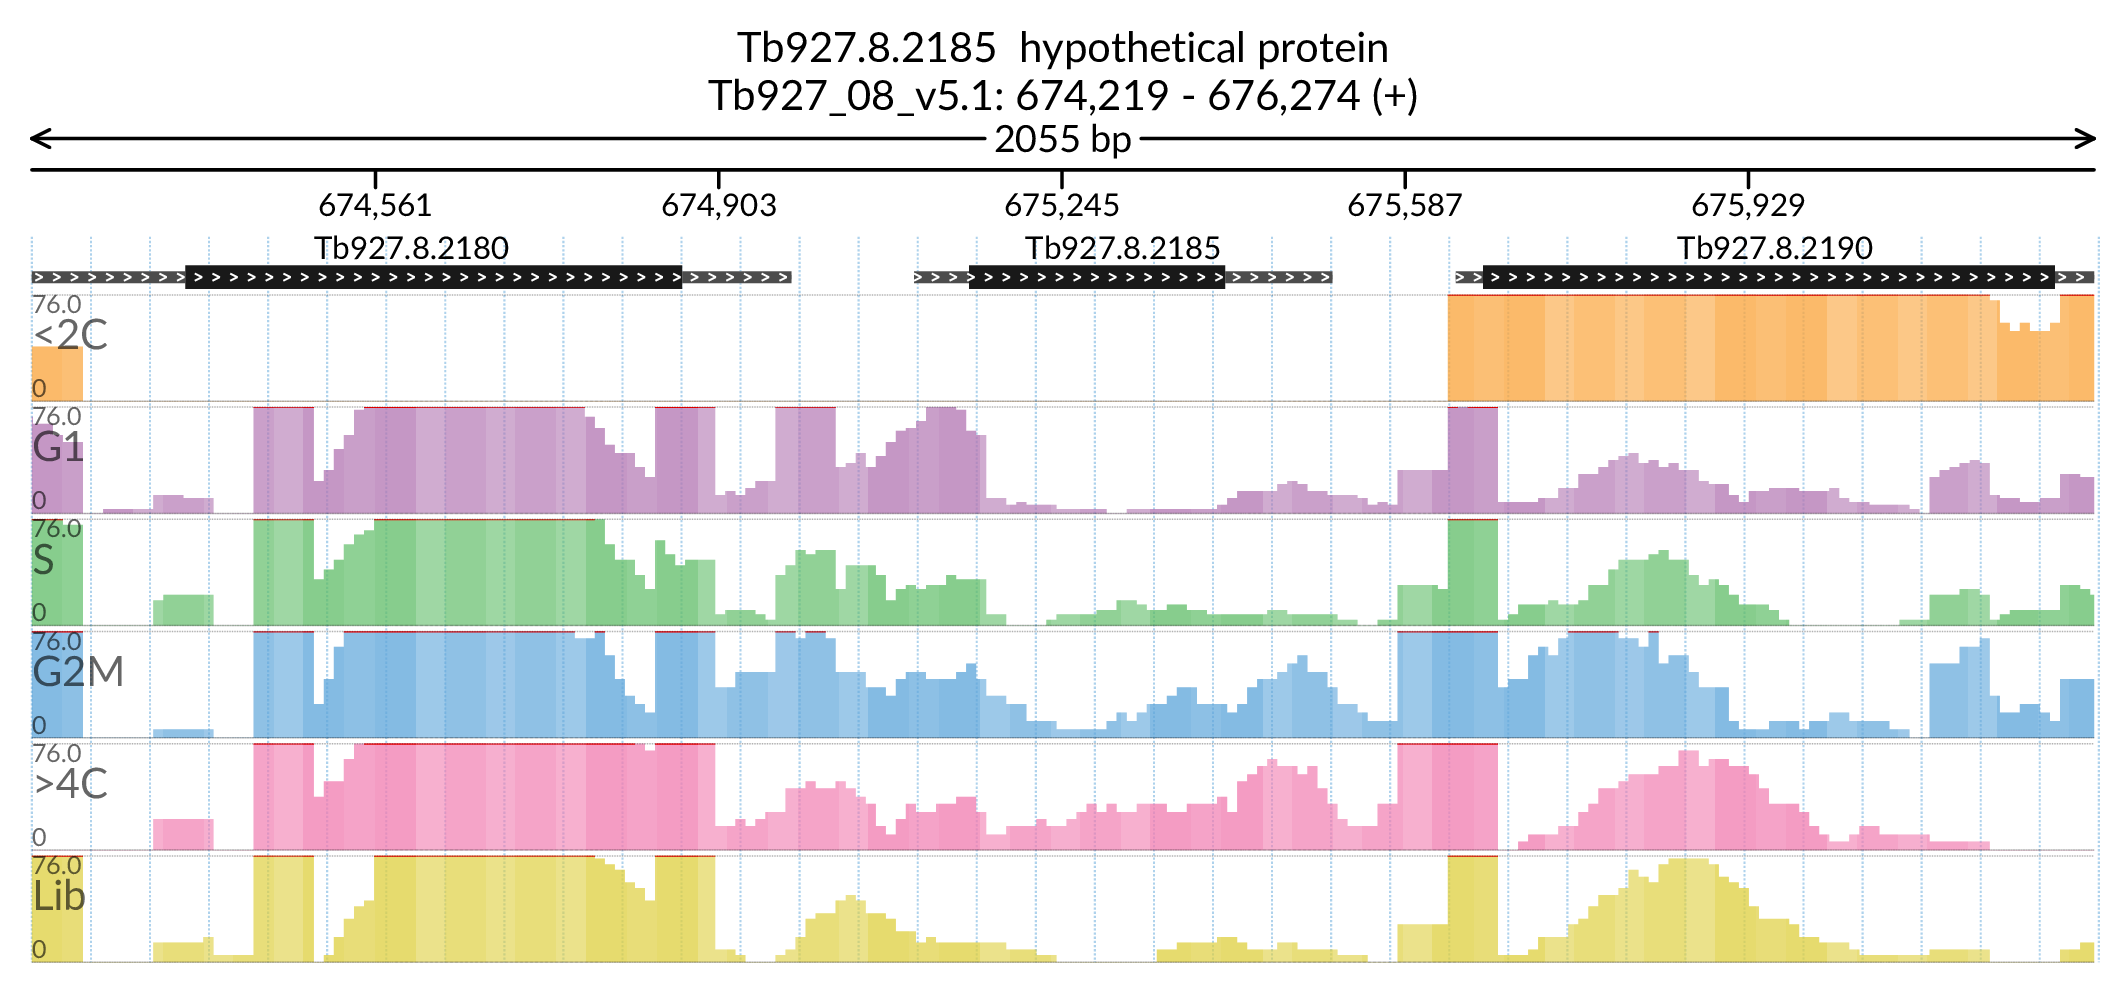 Tb927.8.2185 hypothetical protein
Tb927_08_v5.1: 674,219 - 676,274 (+)
2055 bp
674,561 674,903 675,245 675,587 675,929
Tb927.8.2180 Tb927.8.2185 Tb927.8.2190
76.0
<2C
0
76.0
G1
0
76.0
S
0
76.0
G2M
0
76.0
>4C
0
76.0
Lib
0